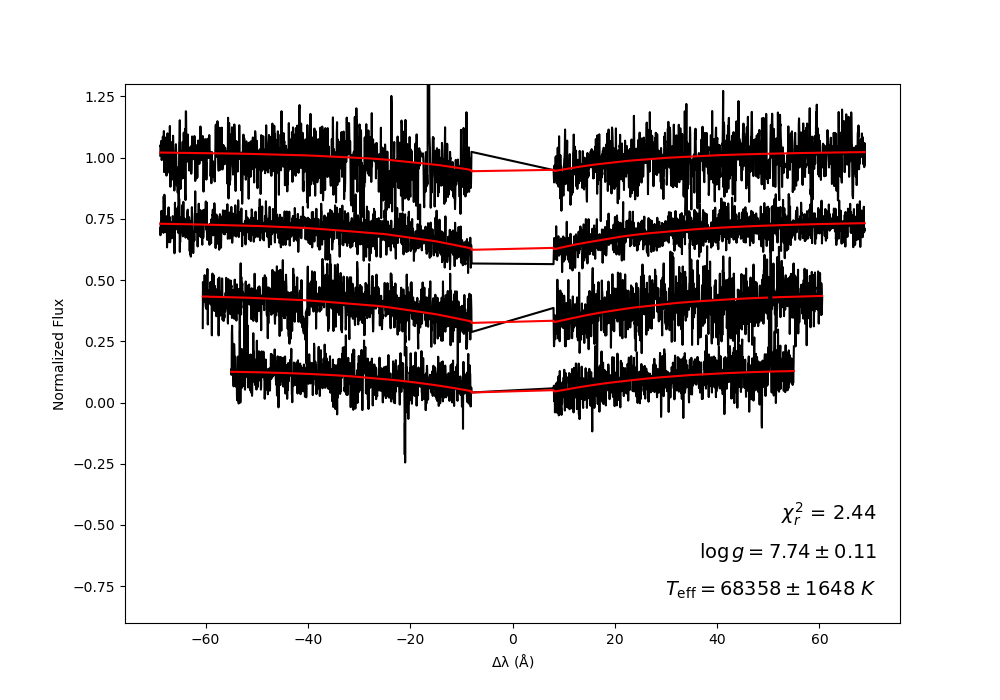 1.25
1.00
0.75
0.50
0.25
0.00
−0.25
−0.50
−0.75
Normalized Flux
χ²ᵣ = 2.44
log g = 7.74 ± 0.11
T_eff = 68358 ± 1648 K
−60 −40 −20 0 20 40 60
Δλ (Å)